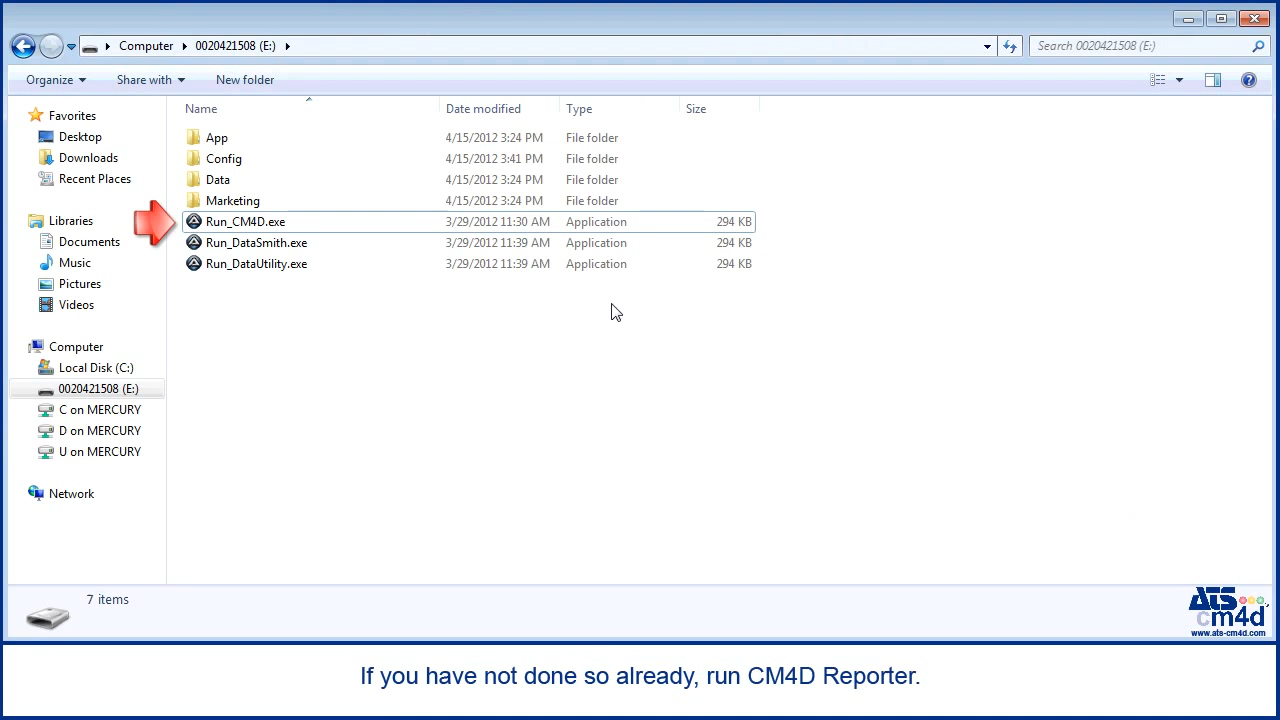 Computer 0020421508 (E:)
Search 0020421508 (E:)
Organize Share with New folder
Name Date modified Type Size
Favorites
Desktop
Downloads
Recent Places
Libraries
Documents
Music
Pictures
Videos
Computer
Local Disk (C:)
0020421508 (E:)
C on MERCURY
D on MERCURY
U on MERCURY
Network
App 4/15/2012 3:24 PM File folder
Config 4/15/2012 3:41 PM File folder
Data 4/15/2012 3:24 PM File folder
Marketing 4/15/2012 3:24 PM File folder
Run_CM4D.exe 3/29/2012 11:30 AM Application 294 KB
Run_DataSmith.exe 3/29/2012 11:39 AM Application 294 KB
Run_DataUtility.exe 3/29/2012 11:39 AM Application 294 KB
7 items
ATS
cm4d
www.ats-cm4d.com
If you have not done so already, run CM4D Reporter.